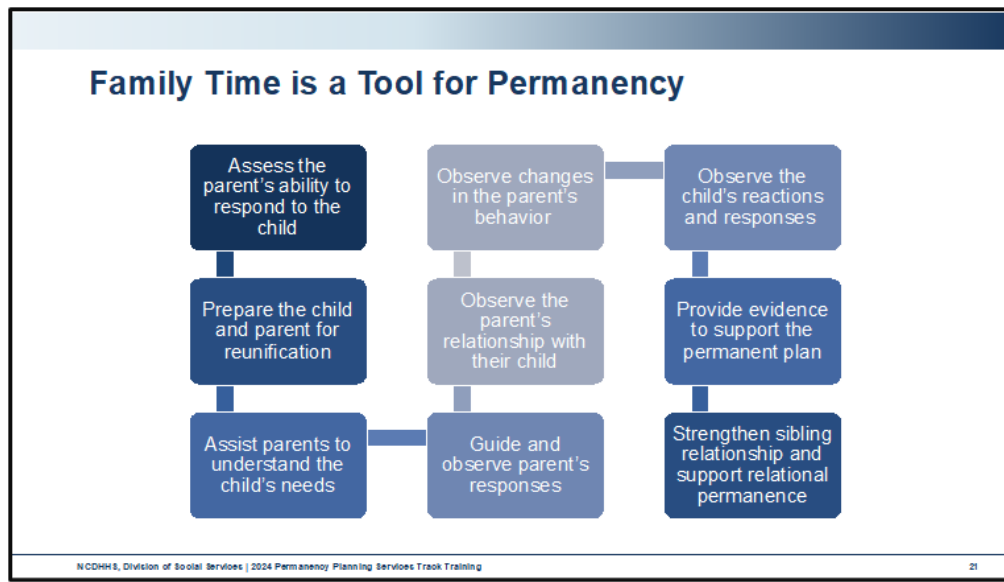 Family Time is a Tool for Permanency
Assess the
parent's ability to
respond to the
child
Prepare the child
and parent for
reunification
Assist parents to
understand the
child's needs
Guide and
observe parent's
responses
Observe the
parent's
relationship with
their child
Observe changes
in the parent's
behavior
Observe the
child's reactions
and responses
Provide evidence
to support the
permanent plan
Strengthen sibling
relationship and
support relational
permanence
NCDHHS, Division of Social Services | 2024 Permanency Planning Services Track Training
21